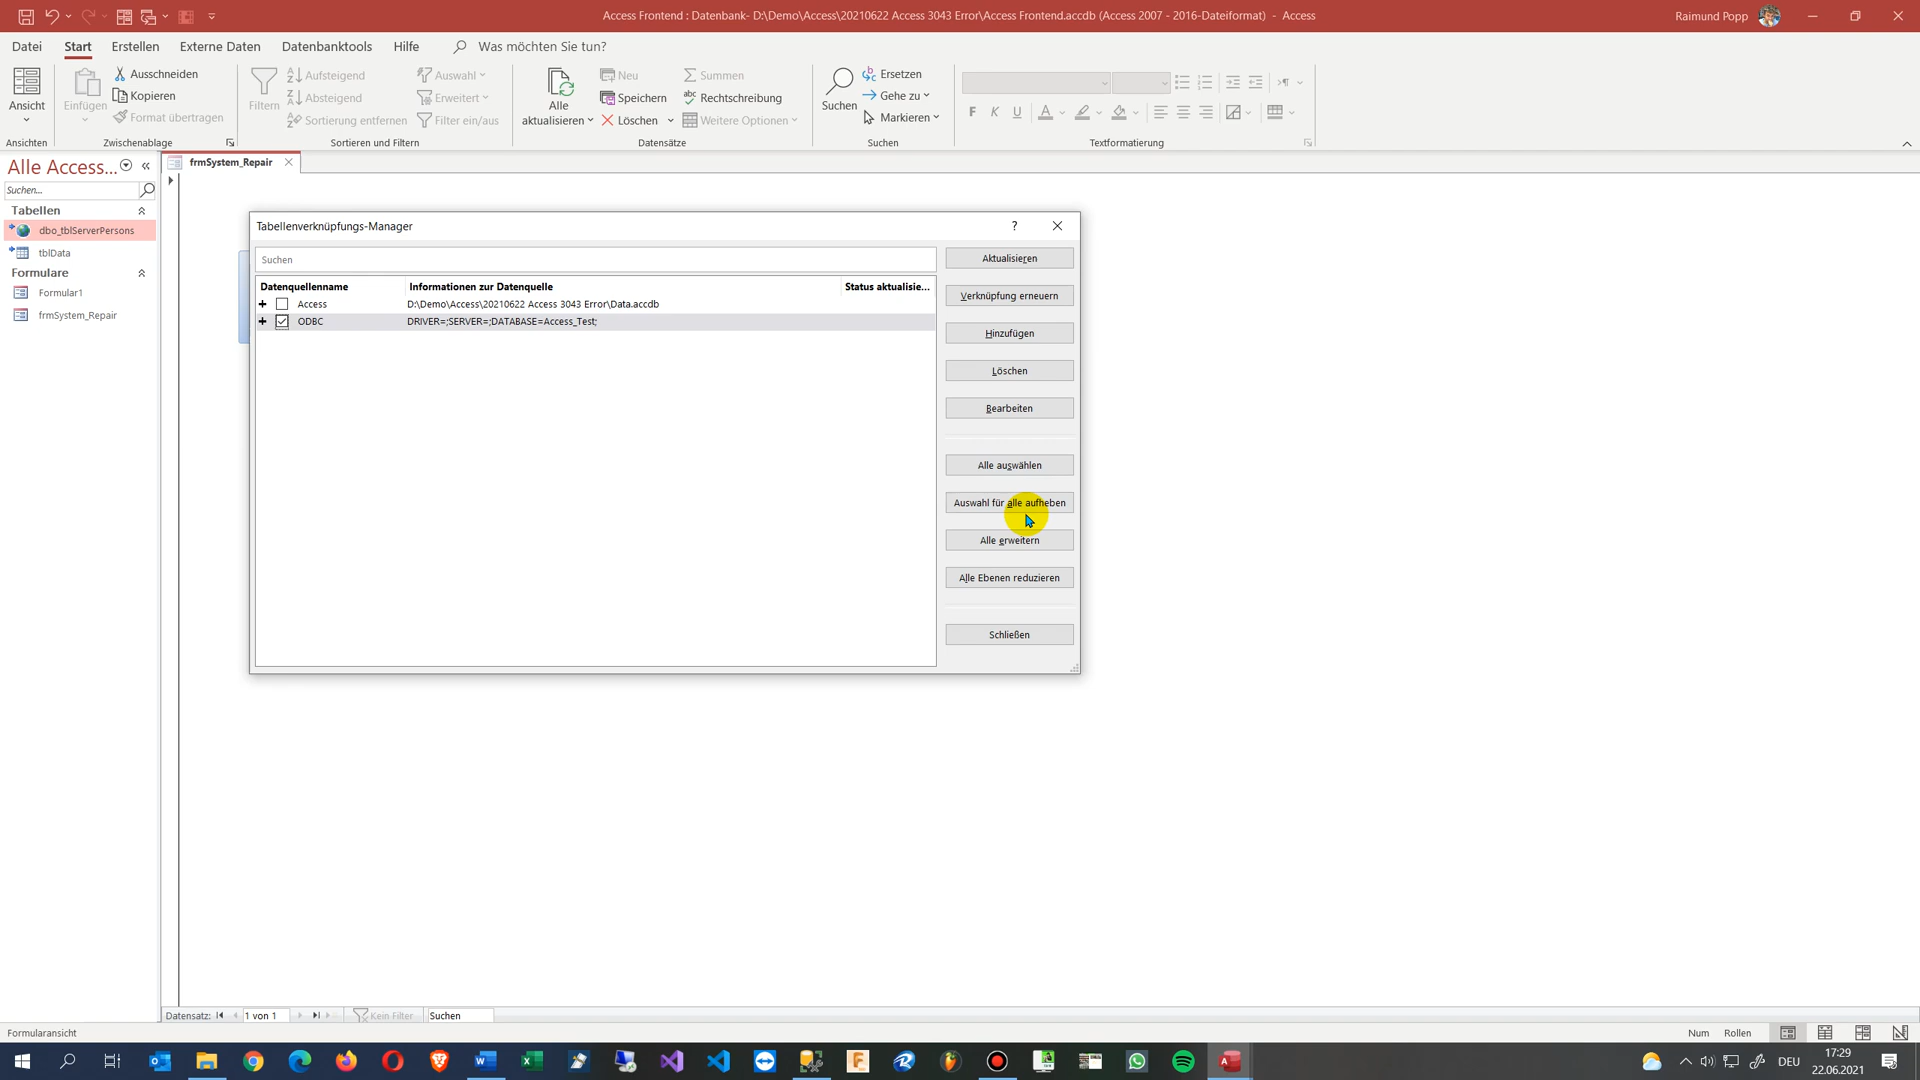 Access Frontend : Datenbank- D:\Demo\Access\20210622 Access 3043 Error\Access Frontend.accdb (Access 2007 - 2016-Dateiformat) - Access
Raimund Popp
Datei Start Erstellen Externe Daten Datenbanktools Hilfe Was möchten Sie tun?
Ansicht
Ansichten
Einfügen
Ausschneiden
Kopieren
Format übertragen
Zwischenablage
Filtern
Aufsteigend
Absteigend
Sortierung entfernen
Auswahl
Erweitert
Filter ein/aus
Sortieren und Filtern
Alle
aktualisieren
Neu
Speichern
Löschen
Summen
Rechtschreibung
Weitere Optionen
Datensätze
Suchen
Ersetzen
Gehe zu
Markieren
Suchen
F K U
Textformatierung
Alle Access...
Suchen...
Tabellen
dbo_tblServerPersons
tblData
Formulare
Formular1
frmSystem_Repair
frmSystem_Repair
Tabellenverknüpfungs-Manager
Suchen
Datenquellenname Informationen zur Datenquelle Status aktualisie...
Access D:\Demo\Access\20210622 Access 3043 Error\Data.accdb
ODBC DRIVER=;SERVER=;DATABASE=Access_Test;
Aktualisieren
Verknüpfung erneuern
Hinzufügen
Löschen
Bearbeiten
Alle auswählen
Auswahl für alle aufheben
Alle erweitern
Alle Ebenen reduzieren
Schließen
Datensatz: 1 von 1 Kein Filter Suchen
Formularansicht
Num Rollen
DEU
17:29
22.06.2021